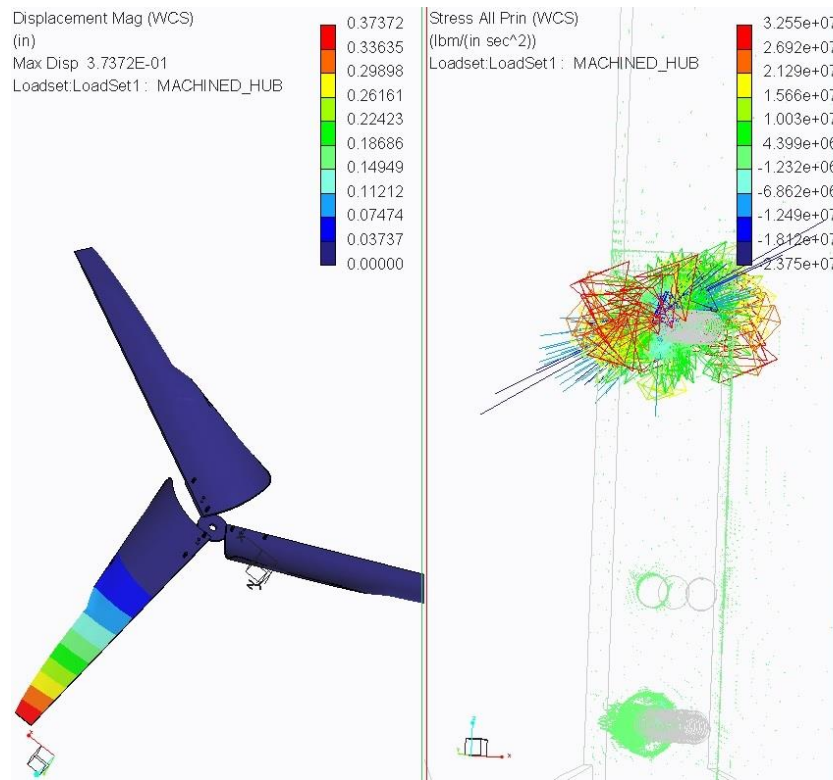 Displacement Mag (WCS)
(in)
Max Disp 3.7372E-01
Loadset:LoadSet1 : MACHINED_HUB
0.37372
0.33635
0.29898
0.26161
0.22423
0.18686
0.14949
0.11212
0.07474
0.03737
0.00000
Stress All Prin (WCS)
(lbm/(in sec^2))
Loadset:LoadSet1 : MACHINED_HUB
3.255e+07
2.692e+07
2.129e+07
1.566e+07
1.003e+07
4.399e+06
-1.232e+06
-6.862e+06
-1.249e+07
-1.812e+07
-2.375e+07